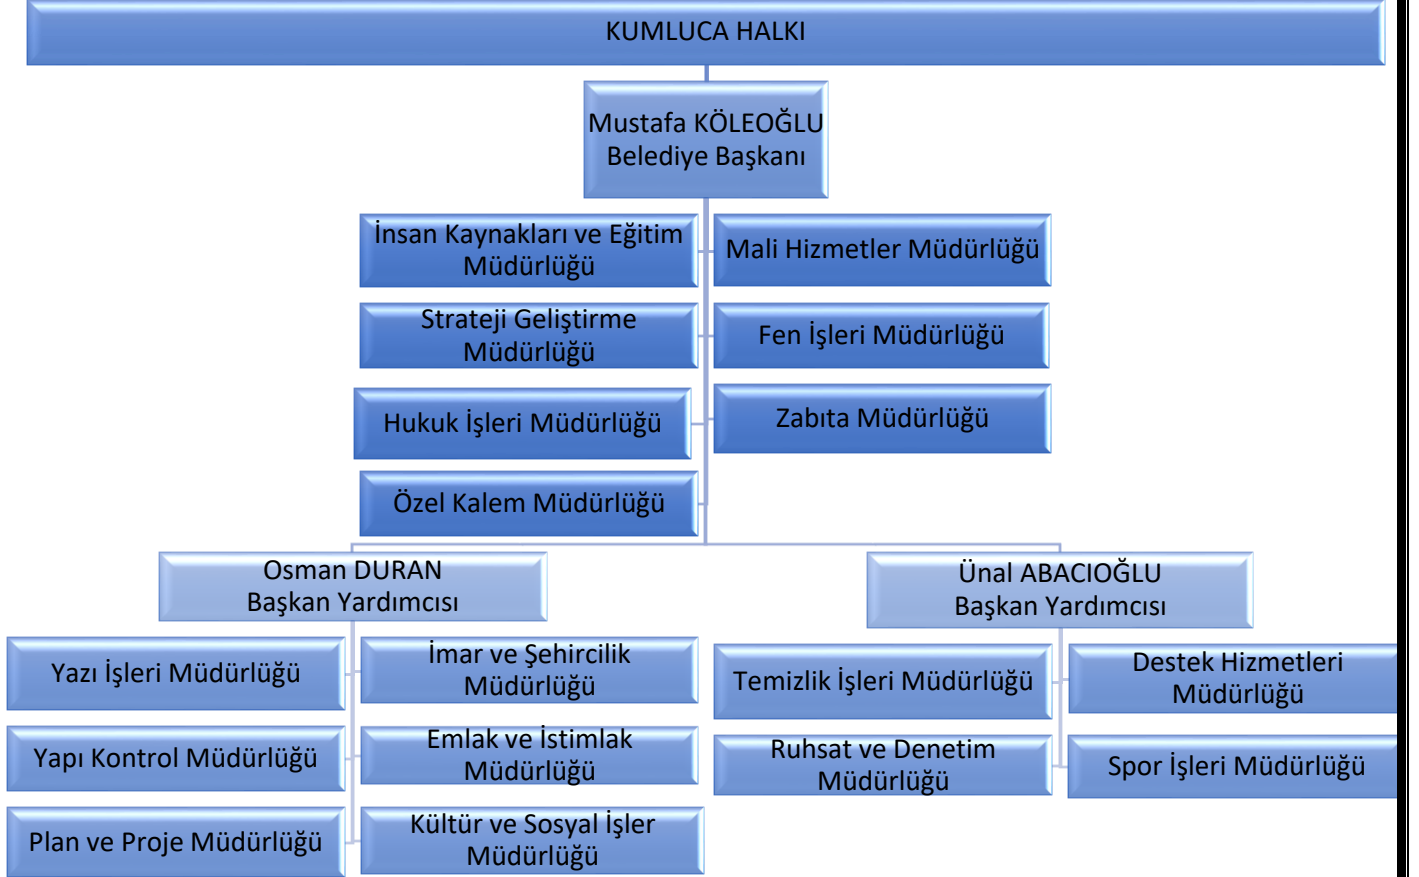 KUMLUCA HALKI
Mustafa KÖLEOĞLU
Belediye Başkanı
İnsan Kaynakları ve Eğitim
Müdürlüğü
Mali Hizmetler Müdürlüğü
Strateji Geliştirme
Müdürlüğü
Fen İşleri Müdürlüğü
Hukuk İşleri Müdürlüğü
Zabıta Müdürlüğü
Özel Kalem Müdürlüğü
Osman DURAN
Başkan Yardımcısı
Ünal ABACIOĞLU
Başkan Yardımcısı
Yazı İşleri Müdürlüğü
İmar ve Şehircilik
Müdürlüğü
Temizlik İşleri Müdürlüğü
Destek Hizmetleri
Müdürlüğü
Yapı Kontrol Müdürlüğü
Emlak ve İstimlak
Müdürlüğü
Ruhsat ve Denetim
Müdürlüğü
Spor İşleri Müdürlüğü
Plan ve Proje Müdürlüğü
Kültür ve Sosyal İşler
Müdürlüğü